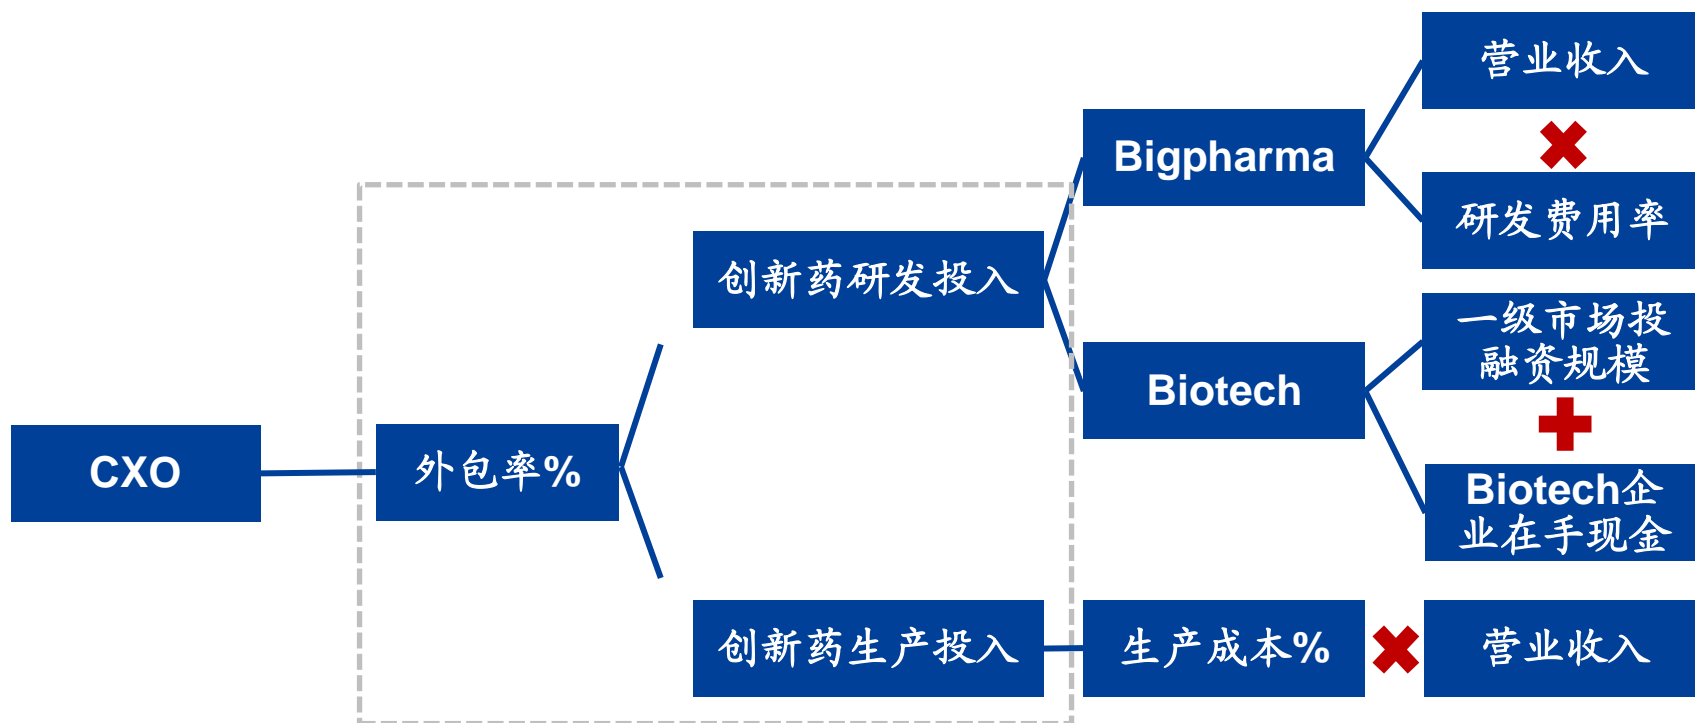 营业收入
Bigpharma
研发费用率
创新药研发投入
一级市场投
融资规模
Biotech
CXO
外包率%
Biotech企
业在手现金
创新药生产投入
生产成本%
营业收入